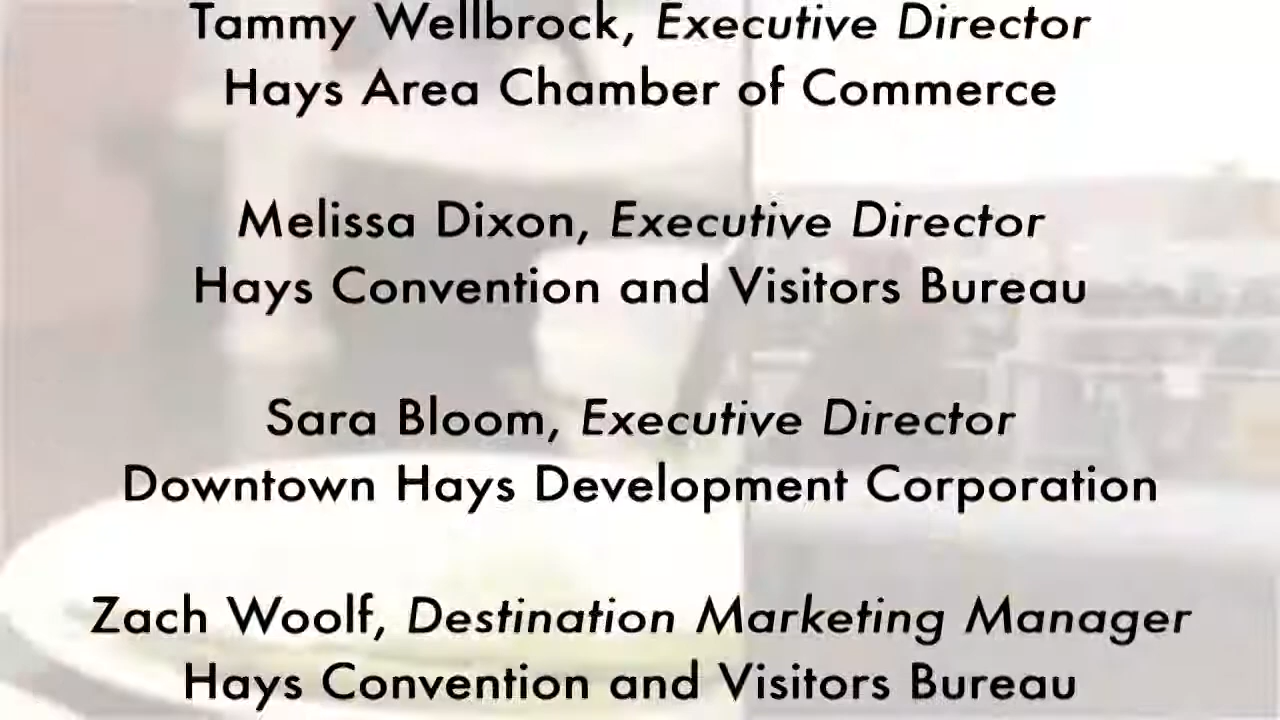 Tammy Wellbrock, Executive Director
Hays Area Chamber of Commerce
Melissa Dixon, Executive Director
Hays Convention and Visitors Bureau
Sara Bloom, Executive Director
Downtown Hays Development Corporation
Zach Woolf, Destination Marketing Manager
Hays Convention and Visitors Bureau